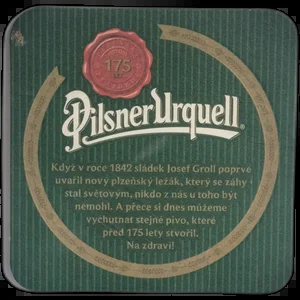 175
LET
Pilsner Urquell
Když v roce 1842 sládek Josef Groll poprvé
uvařil nový plzeňský ležák, který se záhy
stal světovým, nikdo z nás u toho být
nemohl. A přece si dnes můžeme
vychutnat stejné pivo, které
před 175 lety stvořil.
Na zdraví!